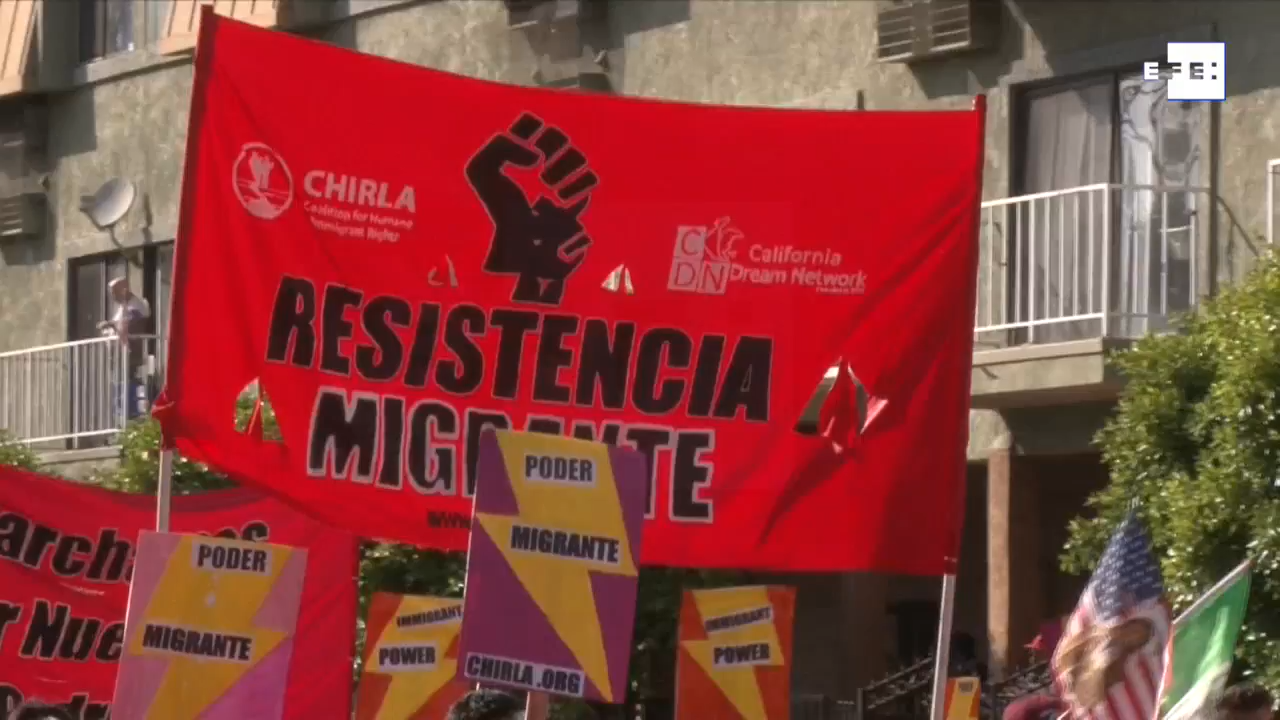 EFE:
CHIRLA
Coalition for Humane
Immigrant Rights
CDN
California
Dream Network
RESISTENCIA
MIGRANTE
PODER
MIGRANTE
CHIRLA.ORG
PODER
MIGRANTE
IMMIGRANT
POWER
IMMIGRANT
POWER